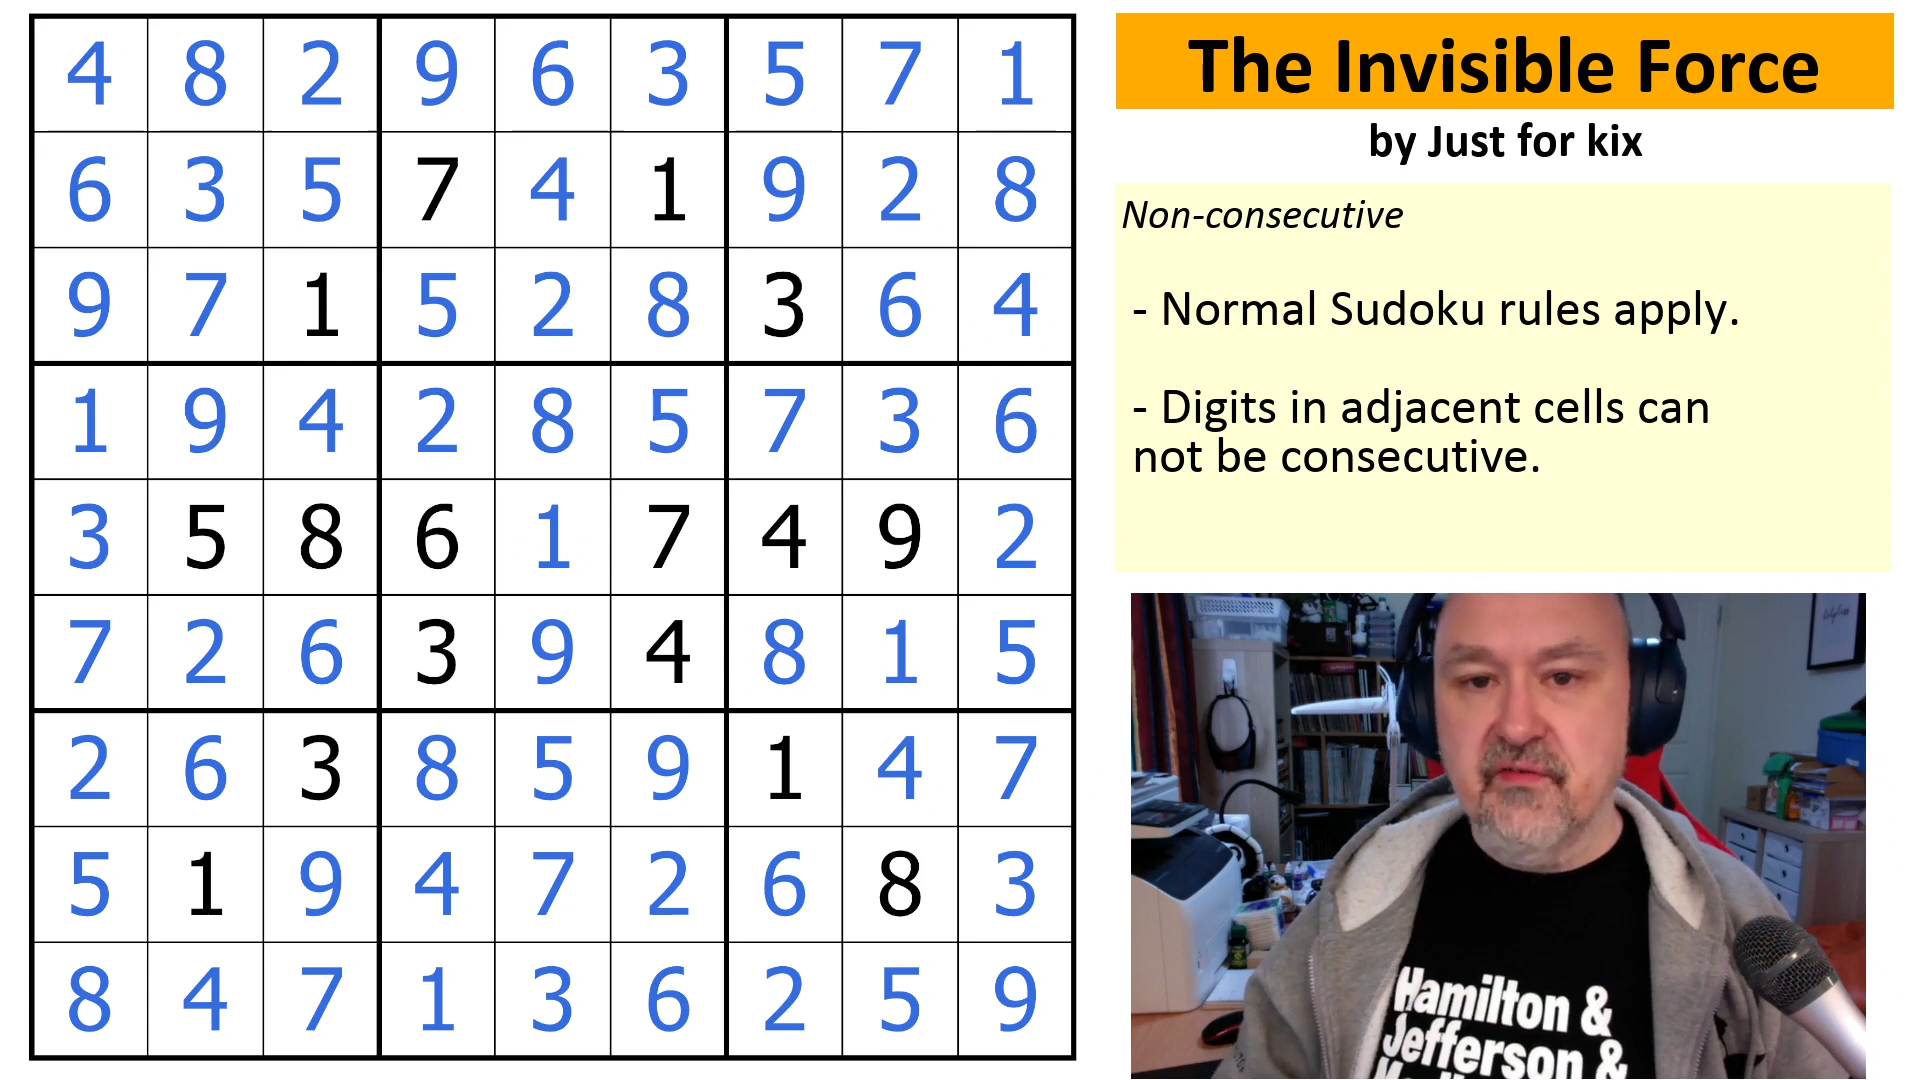 4 8 2 9 6 3 5 7 1
6 3 5 7 4 1 9 2 8
9 7 1 5 2 8 3 6 4
1 9 4 2 8 5 7 3 6
3 5 8 6 1 7 4 9 2
7 2 6 3 9 4 8 1 5
2 6 3 8 5 9 1 4 7
5 1 9 4 7 2 6 8 3
8 4 7 1 3 6 2 5 9
The Invisible Force
by Just for kix
Non-consecutive
- Normal Sudoku rules apply.
- Digits in adjacent cells can
not be consecutive.
Hamilton &
Jefferson &